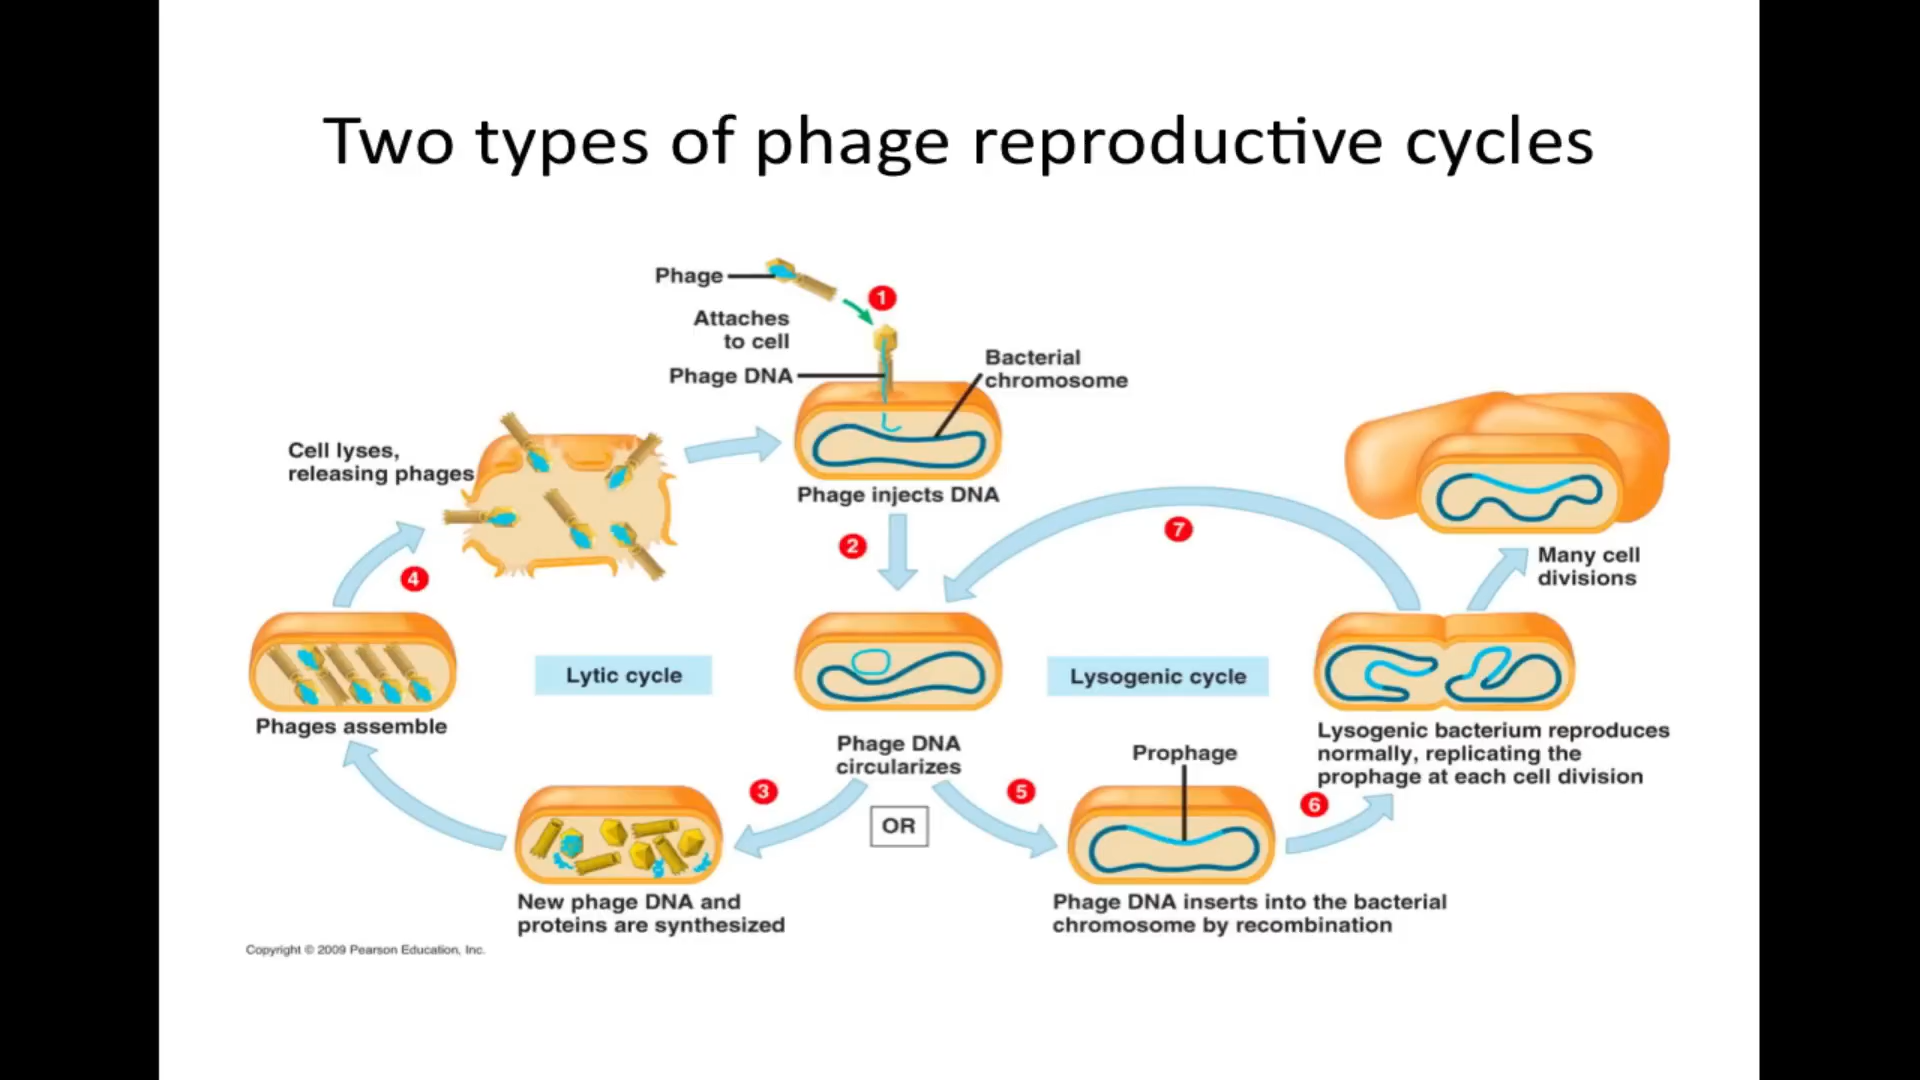 Two types of phage reproductive cycles
Phage
1
Attaches
to cell
Phage DNA
Bacterial
chromosome
Cell lyses,
releasing phages
Phage injects DNA
2
7
Many cell
divisions
4
Lytic cycle
Lysogenic cycle
Phages assemble
Phage DNA
circularizes
Prophage
Lysogenic bacterium reproduces
normally, replicating the
prophage at each cell division
3
5
6
OR
New phage DNA and
proteins are synthesized
Phage DNA inserts into the bacterial
chromosome by recombination
Copyright © 2009 Pearson Education, Inc.